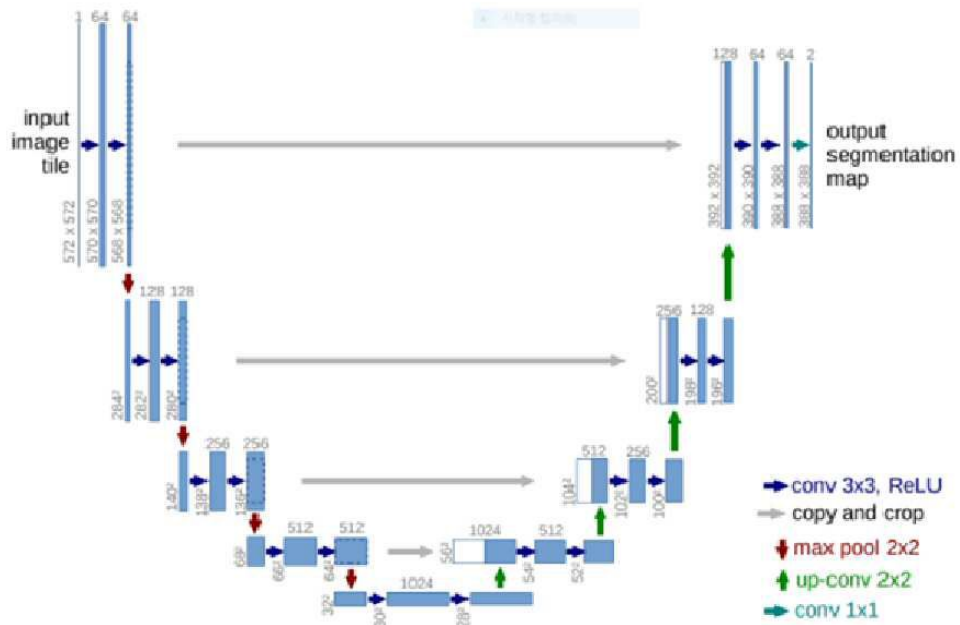 1 64 64
128 64 64 2
input
image
tile
output
segmentation
map
572 x 572
570 x 570
568 x 568
392 x 392
390 x 390
388 x 388
388 x 388
128 128
256 128
284²
282²
280²
200²
198²
196²
256 256
512 256
140²
138²
136²
104²
102²
100²
512 512
1024 512
68²
66²
64²
56²
54²
52²
1024
32²
30²
28²
conv 3x3, ReLU
copy and crop
max pool 2x2
up-conv 2x2
conv 1x1